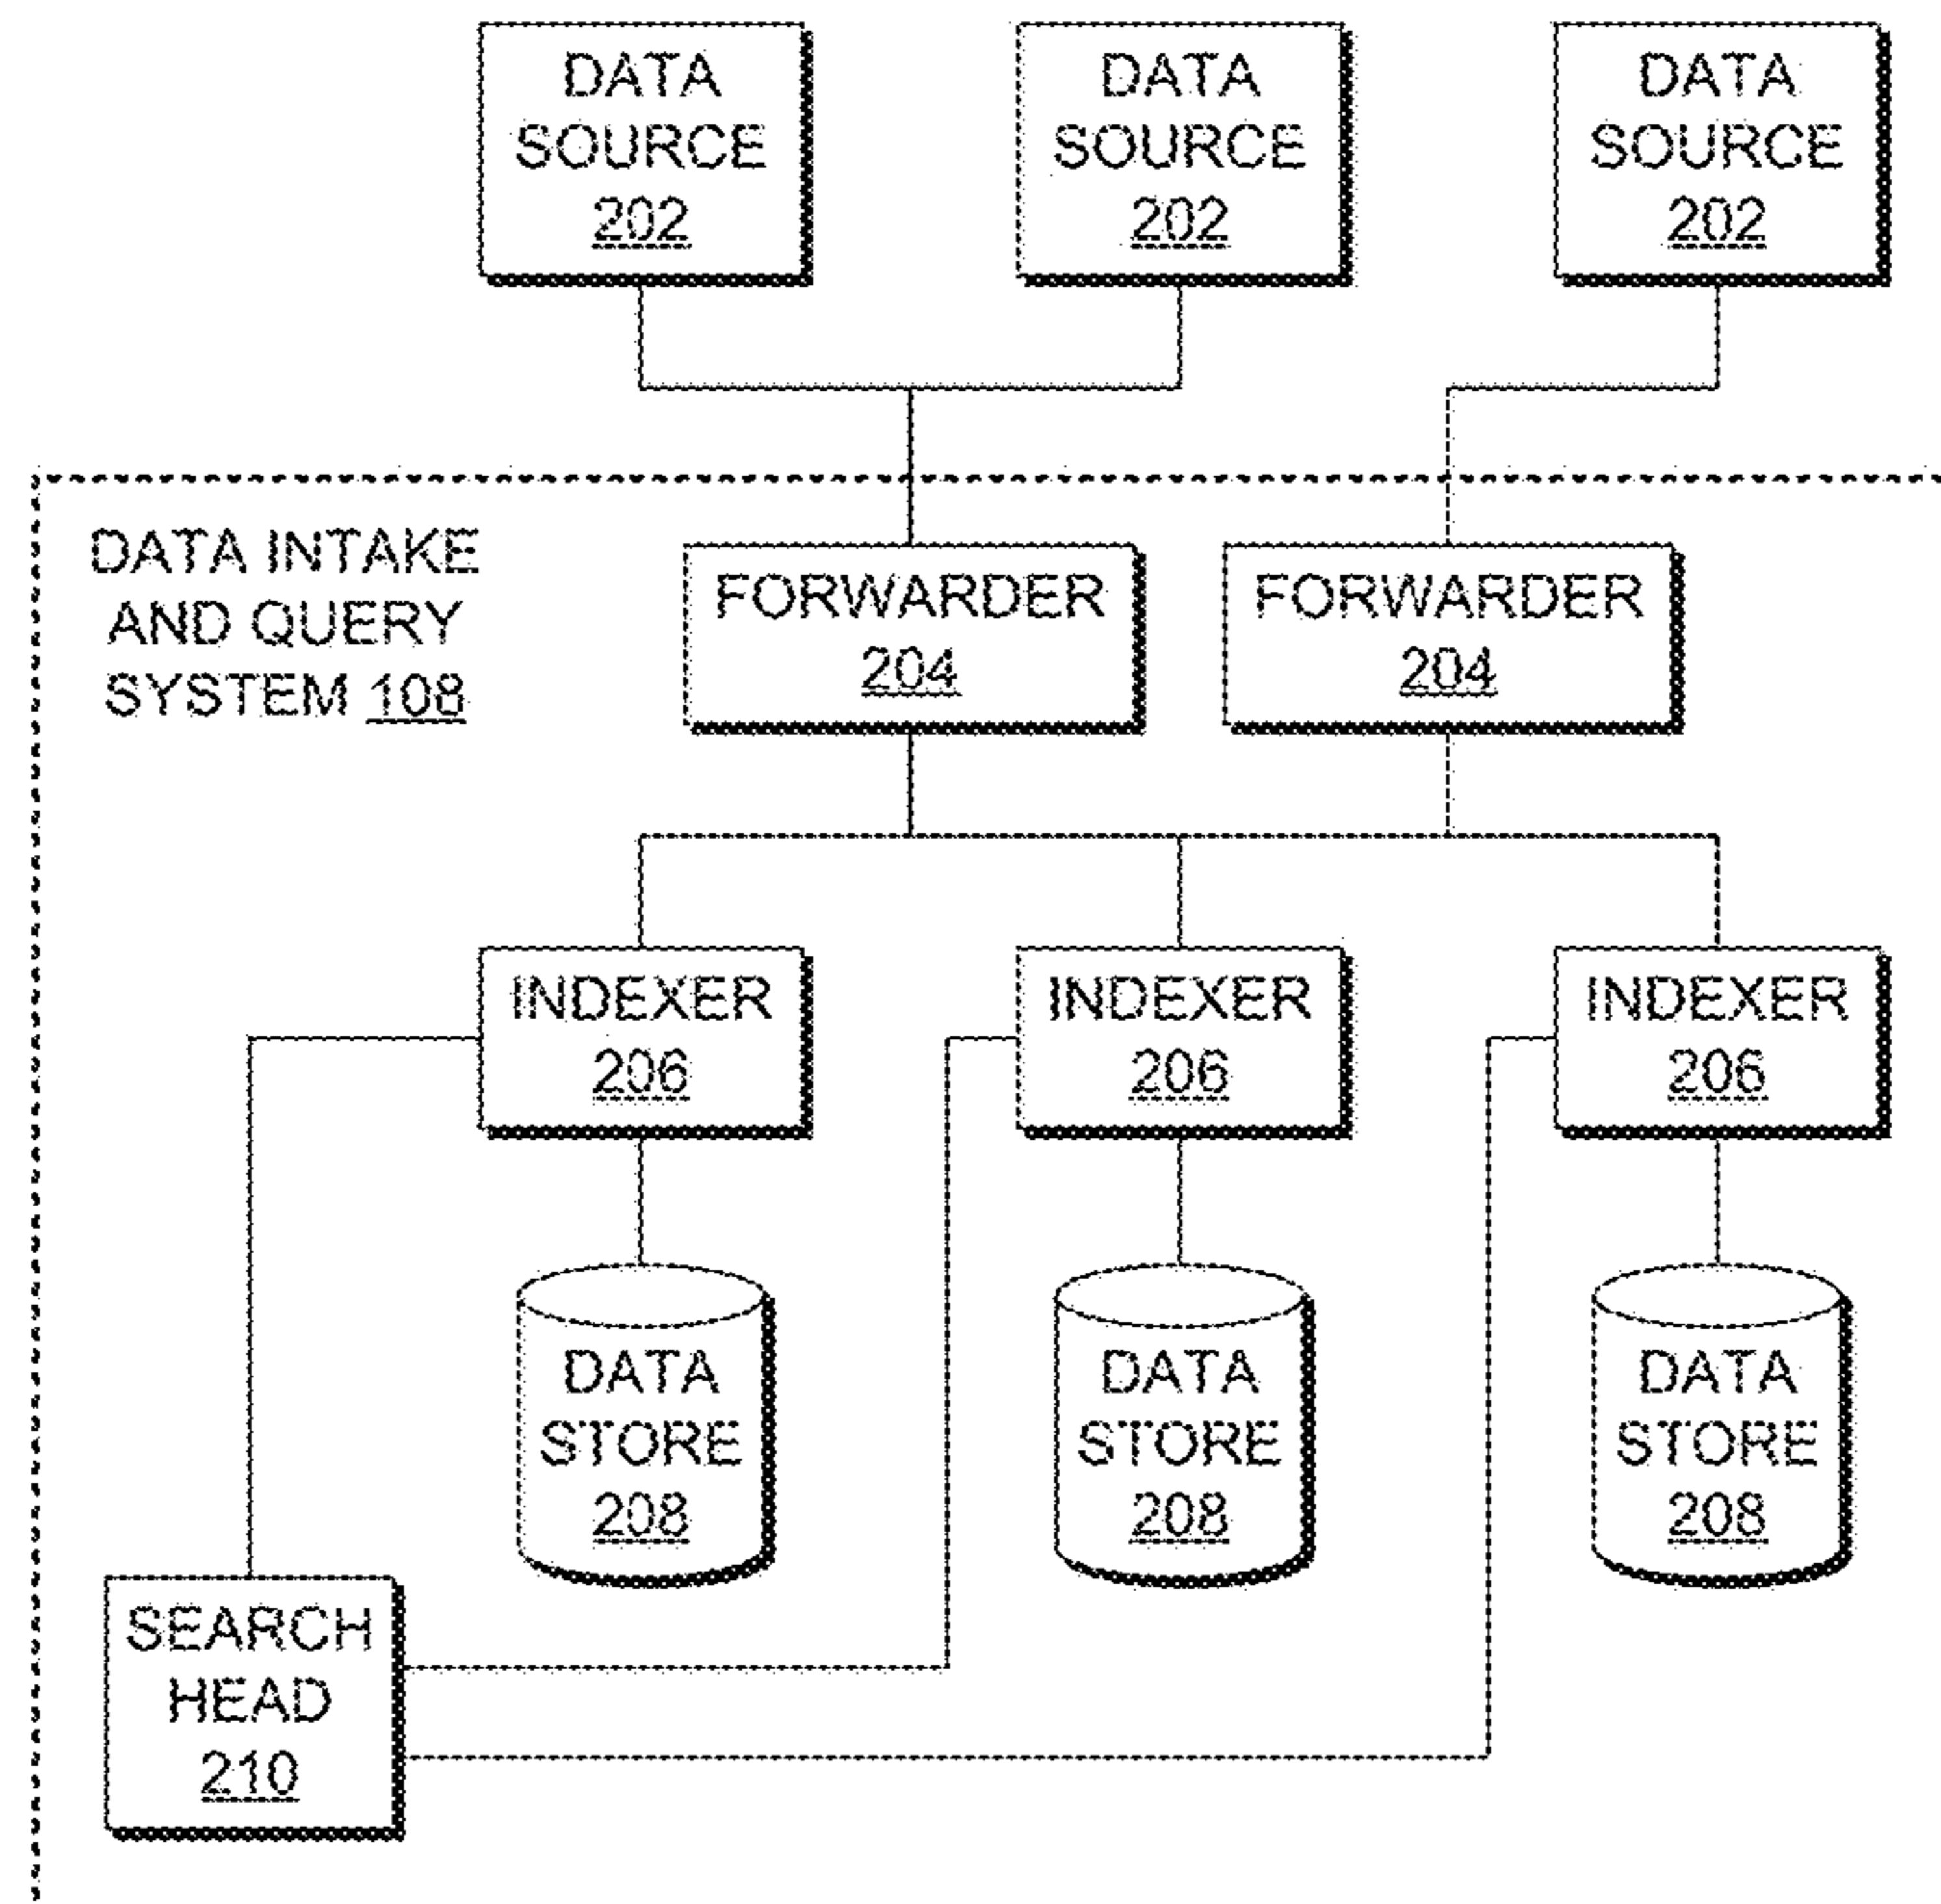 DATA
SOURCE
202
DATA
SOURCE
202
DATA
SOURCE
202
DATA INTAKE
AND QUERY
SYSTEM 108
FORWARDER
204
FORWARDER
204
INDEXER
206
INDEXER
206
INDEXER
206
DATA
STORE
208
DATA
STORE
208
DATA
STORE
208
SEARCH
HEAD
210